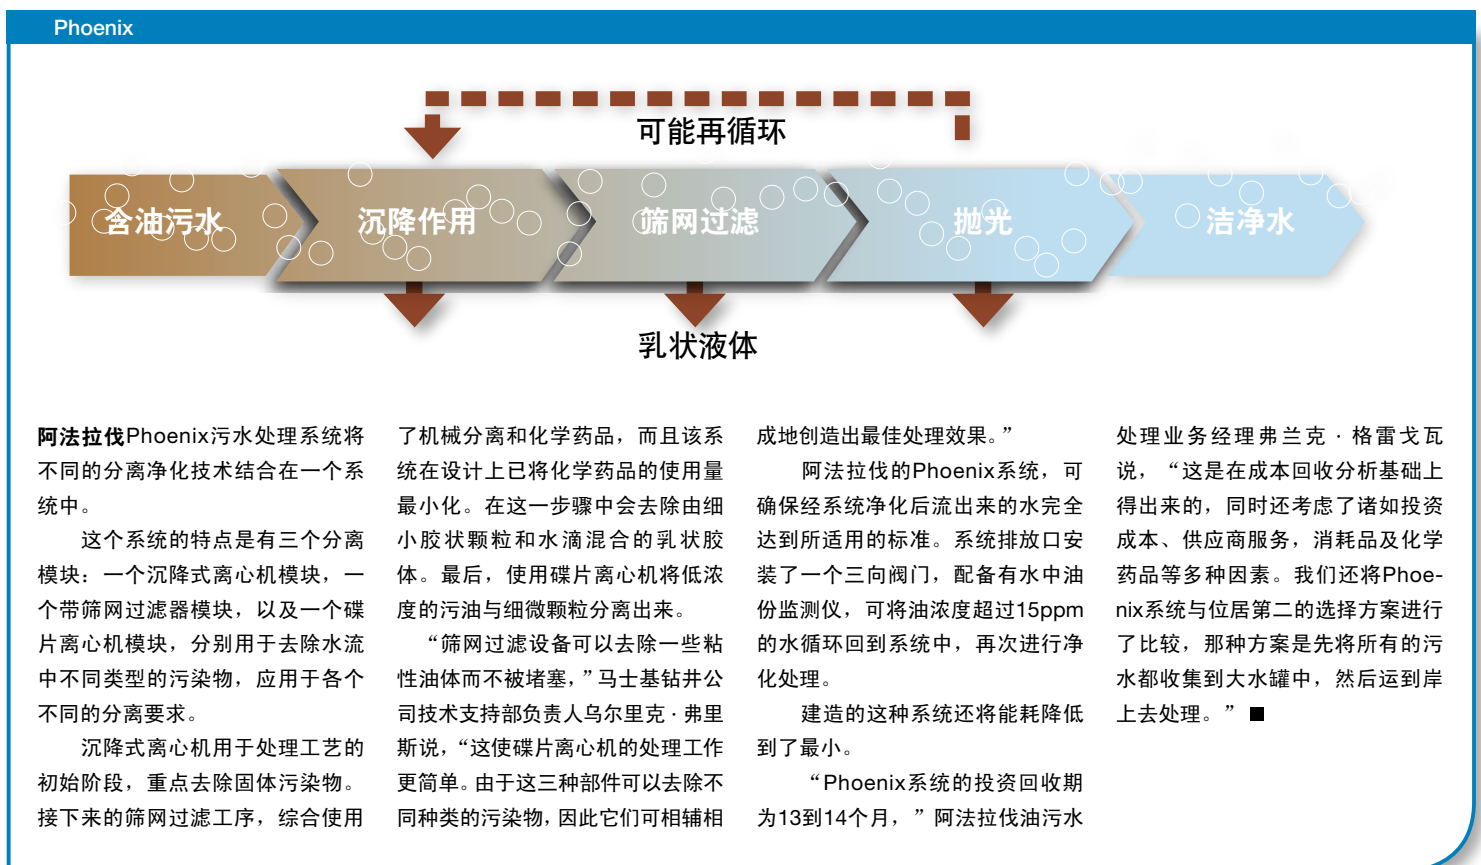 Phoenix
可能再循环
含油污水
沉降作用
筛网过滤
抛光
洁净水
乳状液体
阿法拉伐Phoenix污水处理系统将
不同的分离净化技术结合在一个系
统中。
这个系统的特点是有三个分离
模块：一个沉降式离心机模块，一
个带筛网过滤器模块，以及一个碟
片离心机模块，分别用于去除水流
中不同类型的污染物，应用于各个
不同的分离要求。
沉降式离心机用于处理工艺的
初始阶段，重点去除固体污染物。
接下来的筛网过滤工序，综合使用
了机械分离和化学药品，而且该系
统在设计上已将化学药品的使用量
最小化。在这一步骤中会去除由细
小胶状颗粒和水滴混合的乳状胶
体。最后，使用碟片离心机将低浓
度的污油与细微颗粒分离出来。
“筛网过滤设备可以去除一些粘
性油体而不被堵塞，”马士基钻井公
司技术支持部负责人乌尔里克·弗里
斯说，“这使碟片离心机的处理工作
更简单。由于这三种部件可以去除不
同种类的污染物，因此它们可相辅相
成地创造出最佳处理效果。”
阿法拉伐的Phoenix系统，可
确保经系统净化后流出来的水完全
达到所适用的标准。系统排放口安
装了一个三向阀门，配备有水中油
份监测仪，可将油浓度超过15ppm
的水循环回到系统中，再次进行净
化处理。
建造的这种系统还将能耗降低
到了最小。
“Phoenix系统的投资回收期
为13到14个月，”阿法拉伐油污水
处理业务经理弗兰克·格雷戈瓦
说，“这是在成本回收分析基础上
得出来的，同时还考虑了诸如投资
成本、供应商服务，消耗品及化学
药品等多种因素。我们还将Phoe-
nix系统与位居第二的选择方案进行
了比较，那种方案是先将所有的污
水都收集到大水罐中，然后运到岸
上去处理。”■